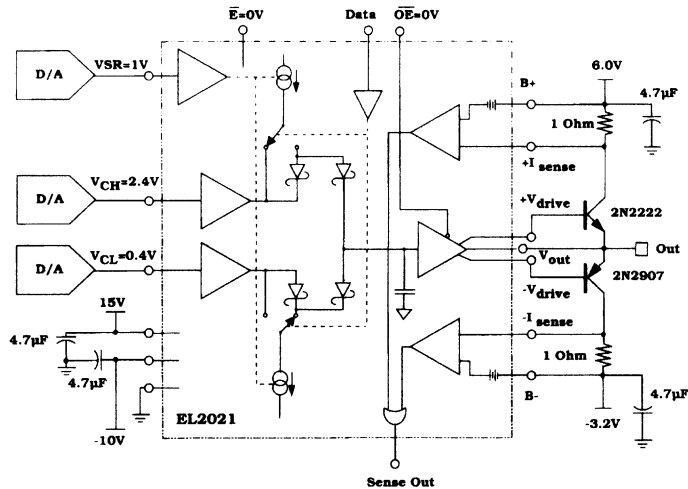 E=0V
Data
OE=0V
D/A
VSR=1V
6.0V
B+
4.7µF
1 Ohm
+I sense
D/A
VCH=2.4V
+Vdrive
2N2222
Out
Vout
D/A
VCL=0.4V
2N2907
-Vdrive
15V
-I sense
4.7µF
1 Ohm
4.7µF
4.7µF
B-
EL2021
-10V
-3.2V
Sense Out